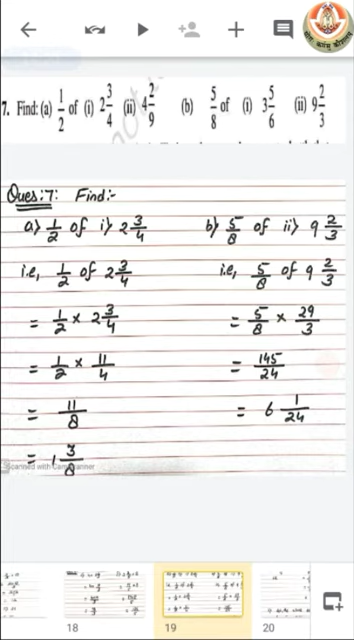 7. Find: (a) 1/2 of (i) 2 3/4 (ii) 4 2/9 (b) 5/8 of (i) 3 5/6 (ii) 9 2/3
Ques:7: Find:-
a) 1/2 of i) 2 3/4
i.e, 1/2 of 2 3/4
= 1/2 × 2 3/4
= 1/2 × 11/4
= 11/8
= 1 3/8
b) 5/8 of ii) 9 2/3
i.e, 5/8 of 9 2/3
= 5/8 × 29/3
= 145/24
= 6 1/24
Scanned with CamScanner
18
19
20